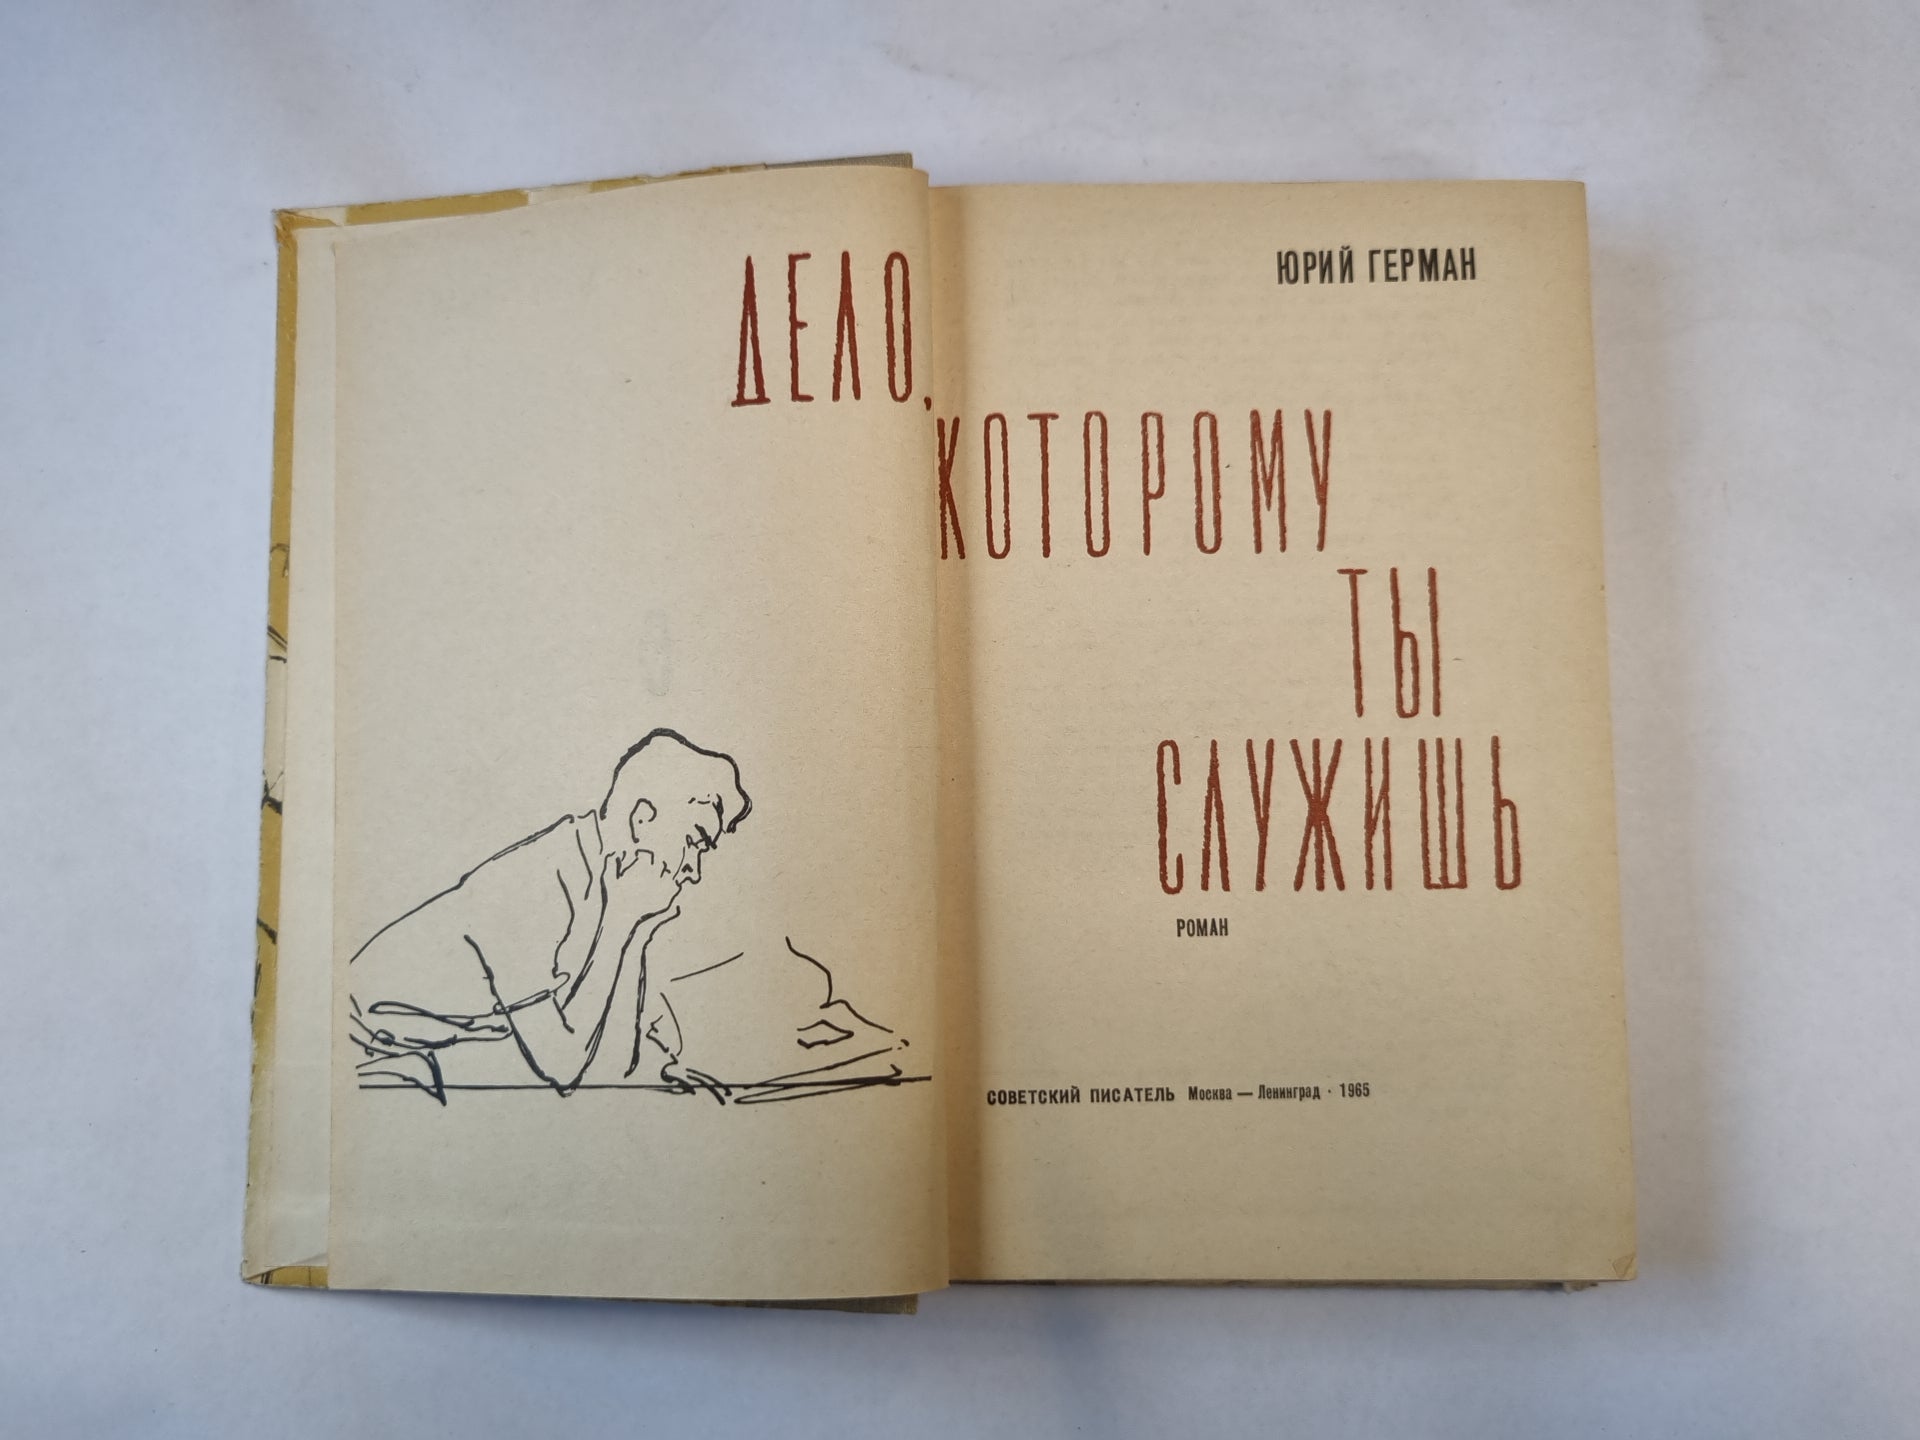 ЮРИЙ ГЕРМАН
ДЕЛО,
КОТОРОМУ
ТЫ
СЛУЖИШЬ
РОМАН
СОВЕТСКИЙ ПИСАТЕЛЬ Москва — Ленинград · 1965